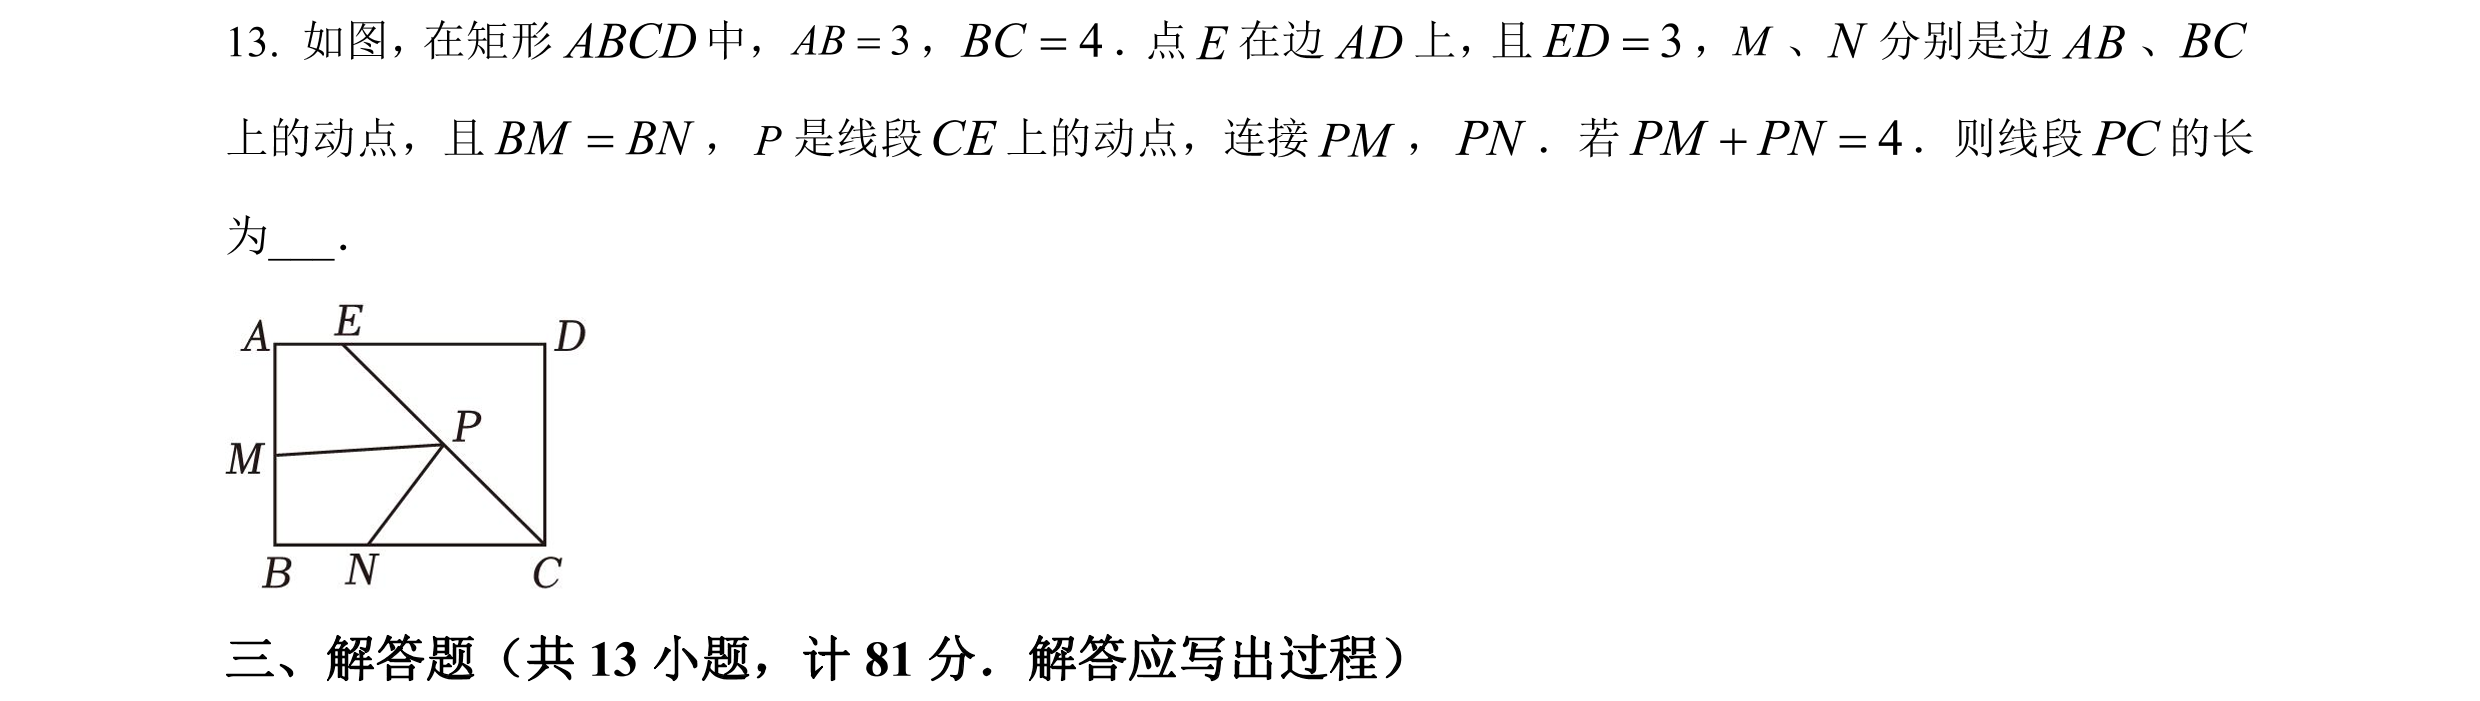 13. 如图，在矩形 ABCD 中，AB = 3，BC = 4．点 E 在边 AD 上，且 ED = 3，M 、N 分别是边 AB 、BC
上的动点，且 BM = BN ，P 是线段 CE 上的动点，连接 PM ，PN ．若 PM + PN = 4．则线段 PC 的长
为___．
A E D
P
M
B N C
三、解答题（共 13 小题，计 81 分．解答应写出过程）